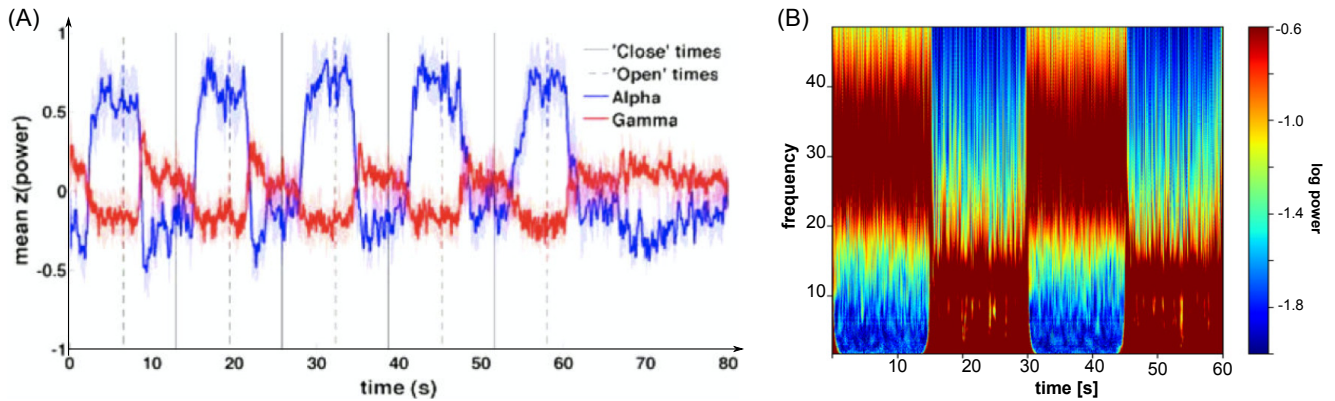 (A)
1
0.5
0
-0.5
-1
mean z(power)
0 10 20 30 40 50 60 70 80
time (s)
'Close' times
'Open' times
Alpha
Gamma
(B)
40
30
20
10
frequency
10 20 30 40 50 60
time [s]
-0.6
-1.0
-1.4
-1.8
log power